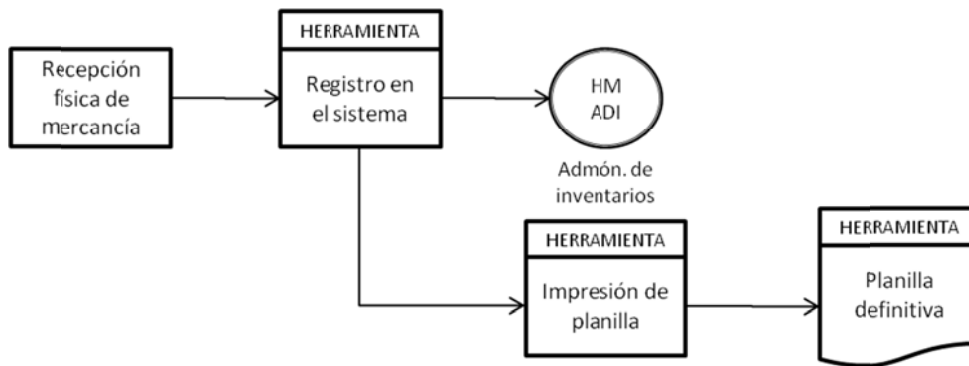 HERRAMIENTA
Recepción
física de
mercancía
Registro en
el sistema
HM
ADI
Admón. de
inventarios
HERRAMIENTA
Impresión de
planilla
HERRAMIENTA
Planilla
definitiva